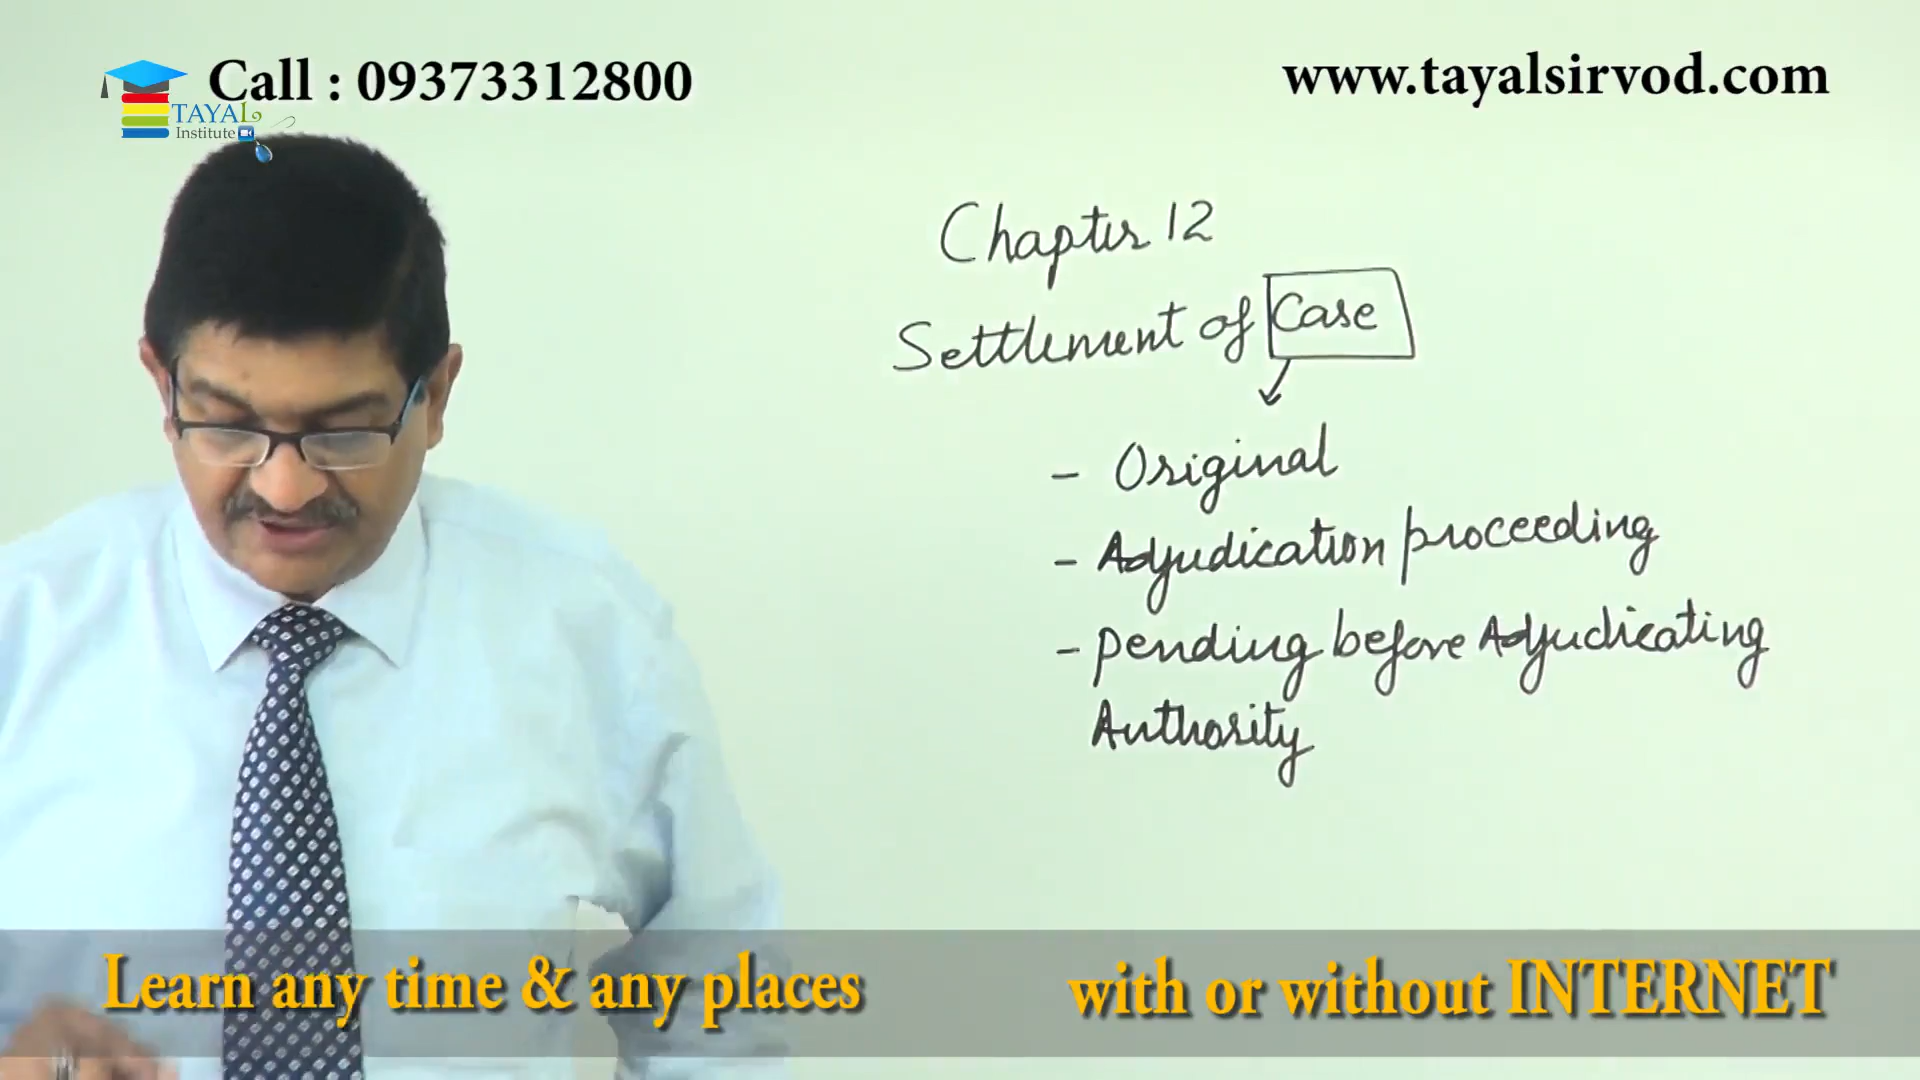 Call : 09373312800
www.tayalsirvod.com
TAYAL
Institute
Chapter 12
Settlement of Case
- Original
- Adjudication proceeding
- pending before Adjudicating
Authority
Learn any time & any places
with or without INTERNET